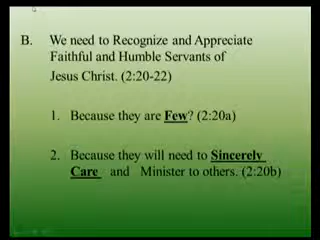 B. We need to Recognize and Appreciate
Faithful and Humble Servants of
Jesus Christ. (2:20-22)
1. Because they are Few? (2:20a)
2. Because they will need to Sincerely
Care and Minister to others. (2:20b)